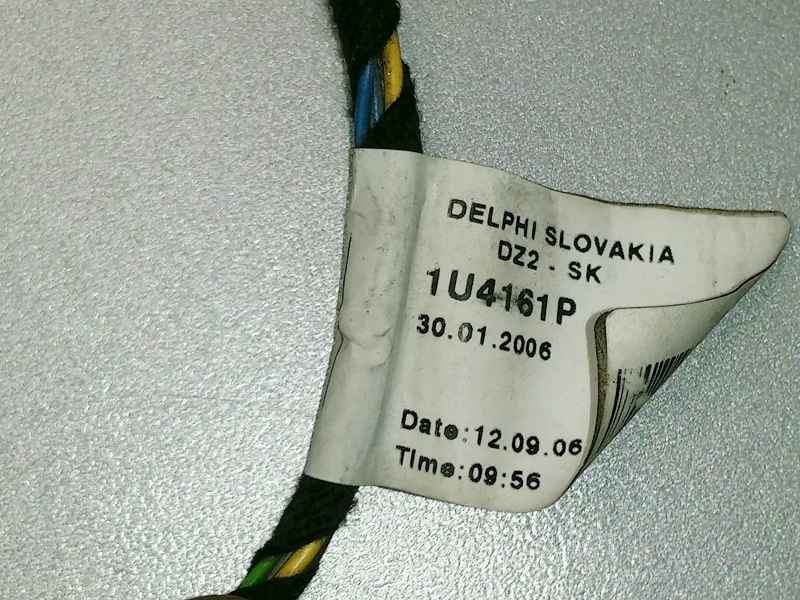 DELPHI SLOVAKIA
DZ2 - SK
1U4161P
30.01.2006
Date:12.09.06
Time:09:56